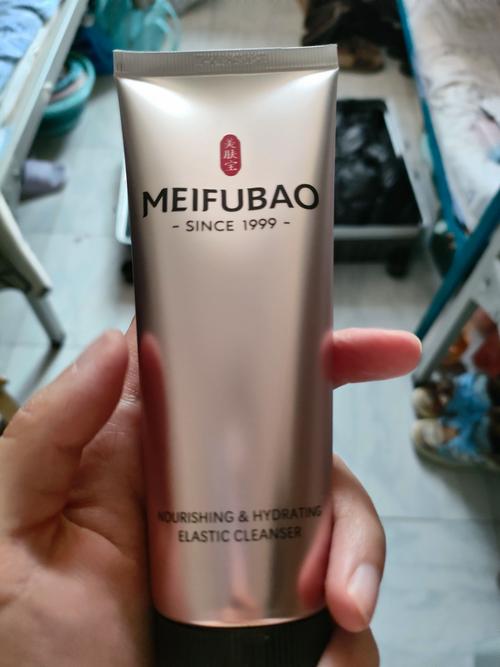 美肤宝
MEIFUBAO
- SINCE 1999 -
NOURISHING & HYDRATING
ELASTIC CLEANSER